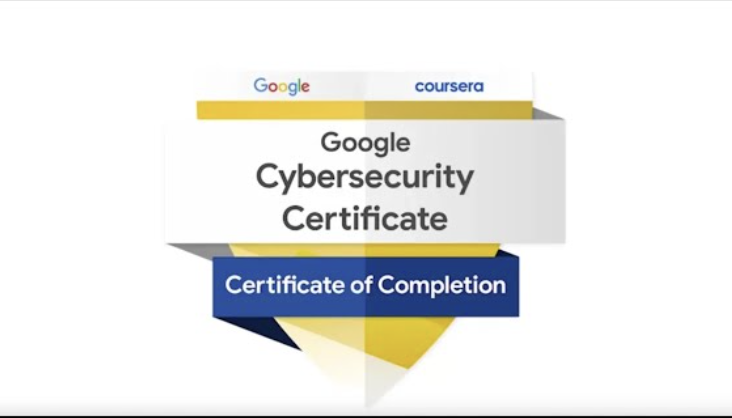 Google coursera
Google
Cybersecurity
Certificate
Certificate of Completion